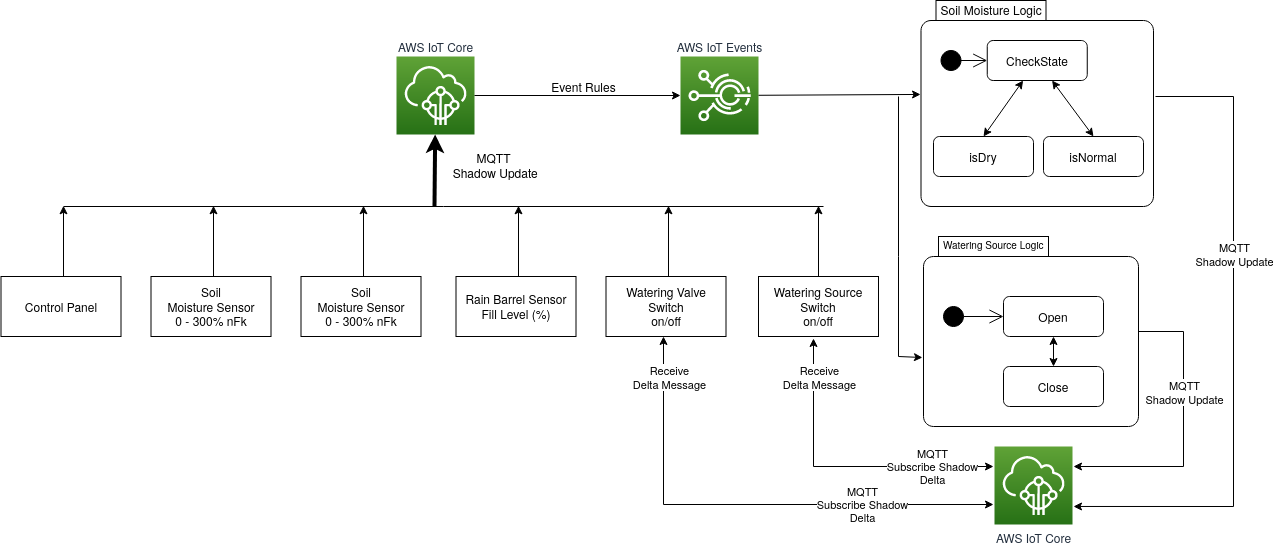 Soil Moisture Logic
AWS IoT Core
AWS IoT Events
Event Rules
CheckState
isDry
isNormal
MQTT
Shadow Update
Control Panel
Soil
Moisture Sensor
0 - 300% nFk
Soil
Moisture Sensor
0 - 300% nFk
Rain Barrel Sensor
Fill Level (%)
Watering Valve
Switch
on/off
Watering Source
Switch
on/off
Watering Source Logic
Open
Close
MQTT
Shadow Update
MQTT
Shadow Update
Receive
Delta Message
Receive
Delta Message
MQTT
Subscribe Shadow
Delta
MQTT
Subscribe Shadow
Delta
AWS IoT Core